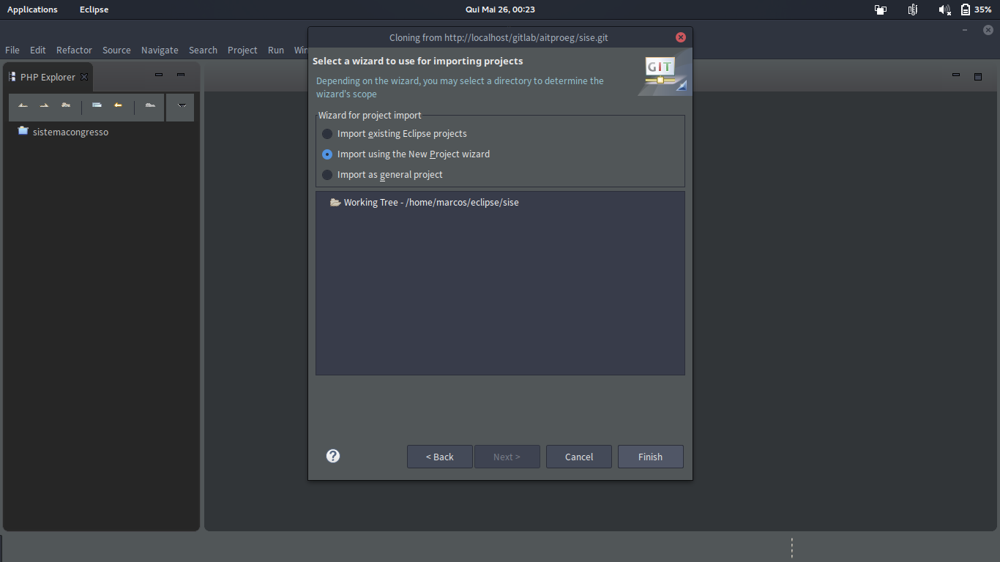 Applications Eclipse Qui Mai 26, 00:23 35%
Cloning from http://localhost/gitlab/aitproeg/sise.git
File Edit Refactor Source Navigate Search Project Run Win
Select a wizard to use for importing projects
GIT
Depending on the wizard, you may select a directory to determine the
wizard's scope
PHP Explorer
Wizard for project import
sistemacongresso
Import existing Eclipse projects
Import using the New Project wizard
Import as general project
Working Tree - /home/marcos/eclipse/sise
? < Back Next > Cancel Finish